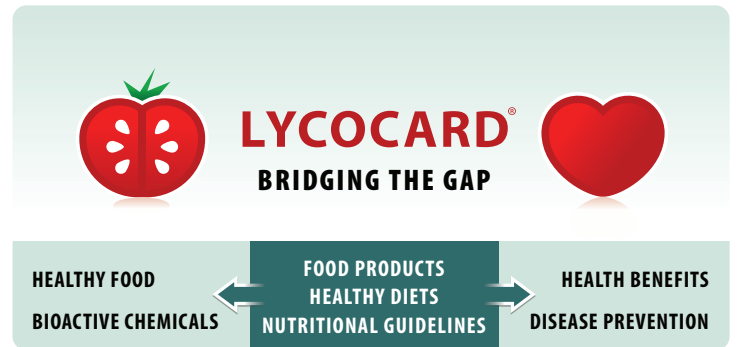 LYCOCARD®
BRIDGING THE GAP
HEALTHY FOOD
BIOACTIVE CHEMICALS
FOOD PRODUCTS
HEALTHY DIETS
NUTRITIONAL GUIDELINES
HEALTH BENEFITS
DISEASE PREVENTION